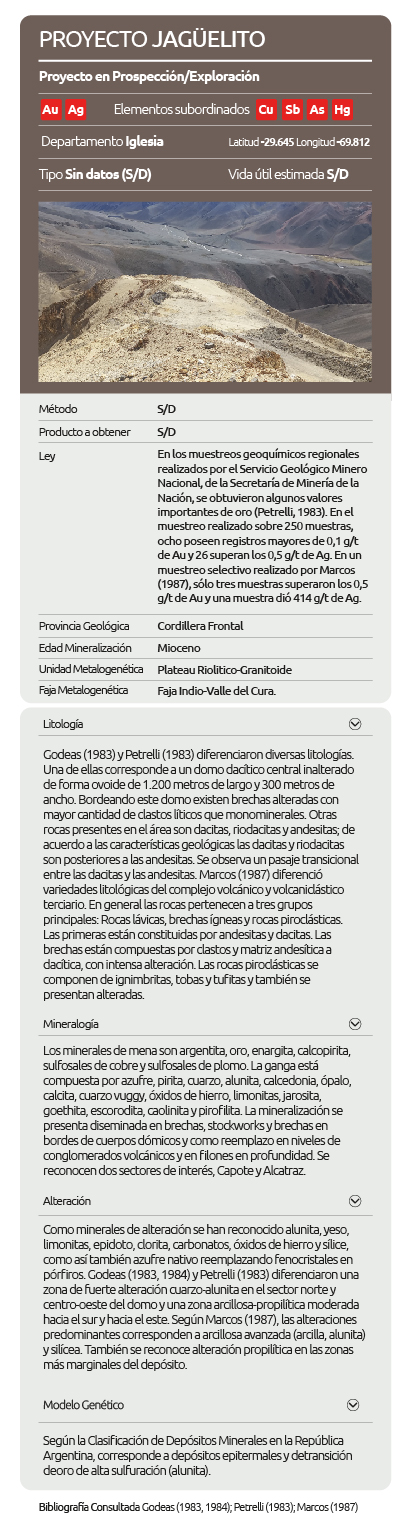 PROYECTO JAGÜELITO
Proyecto en Prospección/Exploración
Au Ag Elementos subordinados Cu Sb As Hg
Departamento Iglesia Latitud -29.645 Longitud -69.812
Tipo Sin datos (S/D) Vida útil estimada S/D
Método S/D
Producto a obtener S/D
Ley En los muestreos geoquímicos regionales
realizados por el Servicio Geológico Minero
Nacional, de la Secretaría de Minería de la
Nación, se obtuvieron algunos valores
importantes de oro (Petrelli, 1983). En el
muestreo realizado sobre 250 muestras,
ocho poseen registros mayores de 0,1 g/t
de Au y 26 superan los 0,5 g/t de Ag. En un
muestreo selectivo realizado por Marcos
(1987), sólo tres muestras superaron los 0,5
g/t de Au y una muestra dió 414 g/t de Ag.
Provincia Geológica Cordillera Frontal
Edad Mineralización Mioceno
Unidad Metalogenética Plateau Riolitico-Granitoide
Faja Metalogenética Faja Indio-Valle del Cura.
Litología
Godeas (1983) y Petrelli (1983) diferenciaron diversas litologías.
Una de ellas corresponde a un domo dacítico central inalterado
de forma ovoide de 1.200 metros de largo y 300 metros de
ancho. Bordeando este domo existen brechas alteradas con
mayor cantidad de clastos líticos que monominerales. Otras
rocas presentes en el área son dacitas, riodacitas y andesitas; de
acuerdo a las características geológicas las dacitas y riodacitas
son posteriores a las andesitas. Se observa un pasaje transicional
entre las dacitas y las andesitas. Marcos (1987) diferenció
variedades litológicas del complejo volcánico y volcaniclástico
terciario. En general las rocas pertenecen a tres grupos
principales: Rocas lávicas, brechas ígneas y rocas piroclásticas.
Las primeras están constituidas por andesitas y dacitas. Las
brechas están compuestas por clastos y matriz andesítica a
dacítica, con intensa alteración. Las rocas piroclásticas se
componen de ignimbritas, tobas y tufitas y también se
presentan alteradas.
Mineralogía
Los minerales de mena son argentita, oro, enargita, calcopirita,
sulfosales de cobre y sulfosales de plomo. La ganga está
compuesta por azufre, pirita, cuarzo, alunita, calcedonia, ópalo,
calcita, cuarzo vuggy, óxidos de hierro, limonitas, jarosita,
goethita, escorodita, caolinita y pirofilita. La mineralización se
presenta diseminada en brechas, stockworks y brechas en
bordes de cuerpos dómicos y como reemplazo en niveles de
conglomerados volcánicos y en filones en profundidad. Se
reconocen dos sectores de interés, Capote y Alcatraz.
Alteración
Como minerales de alteración se han reconocido alunita, yeso,
limonitas, epidoto, clorita, carbonatos, óxidos de hierro y sílice,
como así también azufre nativo reemplazando fenocristales en
pórfiros. Godeas (1983, 1984) y Petrelli (1983) diferenciaron una
zona de fuerte alteración cuarzo-alunita en el sector norte y
centro-oeste del domo y una zona arcillosa-propilítica moderada
hacia el sur y hacia el este. Según Marcos (1987), las alteraciones
predominantes corresponden a arcillosa avanzada (arcilla, alunita)
y silícea. También se reconoce alteración propilítica en las zonas
más marginales del depósito.
Modelo Genético
Según la Clasificación de Depósitos Minerales en la República
Argentina, corresponde a depósitos epitermales y detransición
deoro de alta sulfuración (alunita).
Bibliografía Consultada Godeas (1983, 1984); Petrelli (1983); Marcos (1987)